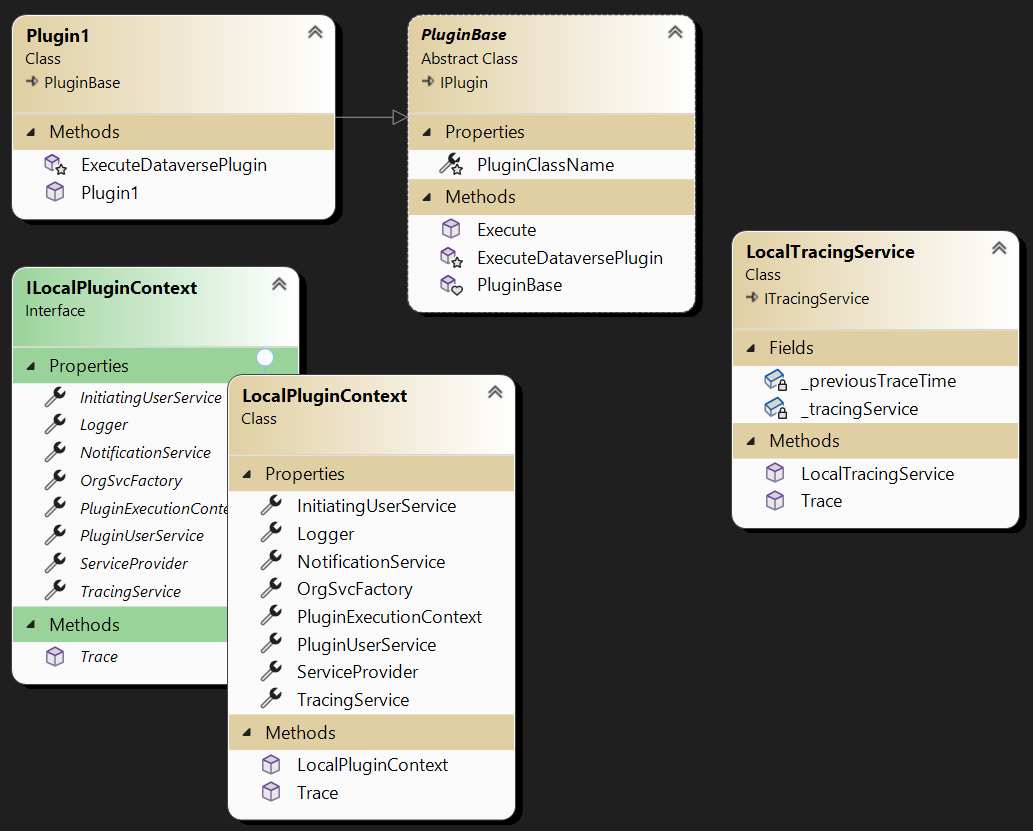 Plugin1
Class
PluginBase
Methods
ExecuteDataversePlugin
Plugin1
PluginBase
Abstract Class
IPlugin
Properties
PluginClassName
Methods
Execute
ExecuteDataversePlugin
PluginBase
LocalTracingService
Class
ITracingService
Fields
_previousTraceTime
_tracingService
Methods
LocalTracingService
Trace
ILocalPluginContext
Interface
Properties
InitiatingUserService
Logger
NotificationService
OrgSvcFactory
PluginExecutionConte
PluginUserService
ServiceProvider
TracingService
Methods
Trace
LocalPluginContext
Class
Properties
InitiatingUserService
Logger
NotificationService
OrgSvcFactory
PluginExecutionContext
PluginUserService
ServiceProvider
TracingService
Methods
LocalPluginContext
Trace